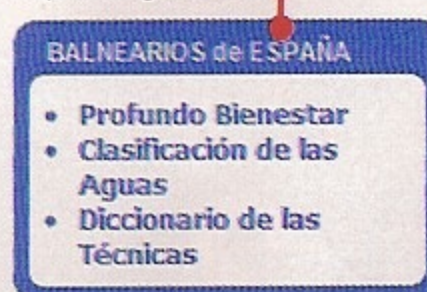 BALNEARIOS de ESPAÑA
• Profundo Bienestar
• Clasificación de las
Aguas
• Diccionario de las
Técnicas